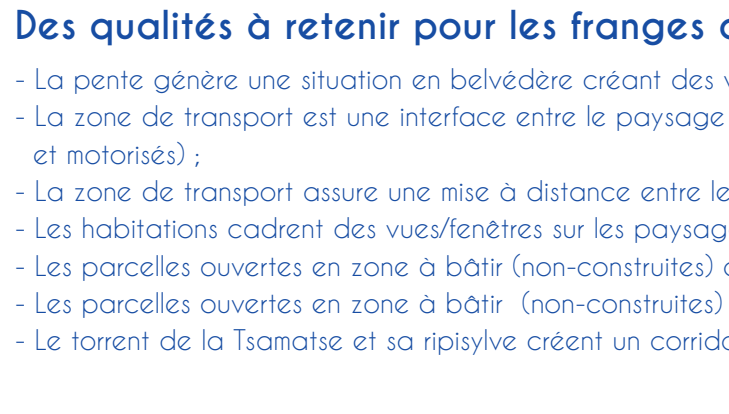 Des qualités à retenir pour les franges
- La pente génère une situation en belvédère créant des
- La zone de transport est une interface entre le paysage
et motorisés) ;
- La zone de transport assure une mise à distance entre le
- Les habitations cadrent des vues/fenêtres sur les paysag
- Les parcelles ouvertes en zone à bâtir (non-construites)
- Les parcelles ouvertes en zone à bâtir (non-construites)
- Le torrent de la Tsamatse et sa ripisylve créent un corrido